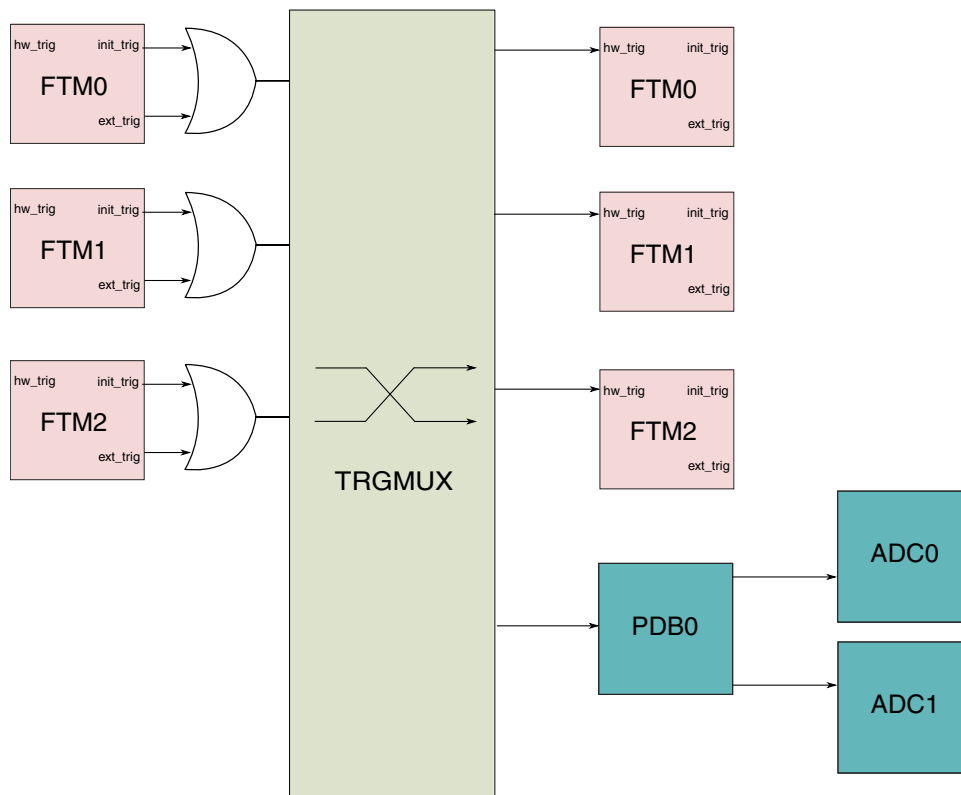 hw_trig init_trig
FTM0
ext_trig
hw_trig init_trig
FTM0
ext_trig
hw_trig init_trig
FTM1
ext_trig
hw_trig init_trig
FTM1
ext_trig
hw_trig init_trig
FTM2
ext_trig
hw_trig init_trig
FTM2
ext_trig
TRGMUX
ADC0
PDB0
ADC1